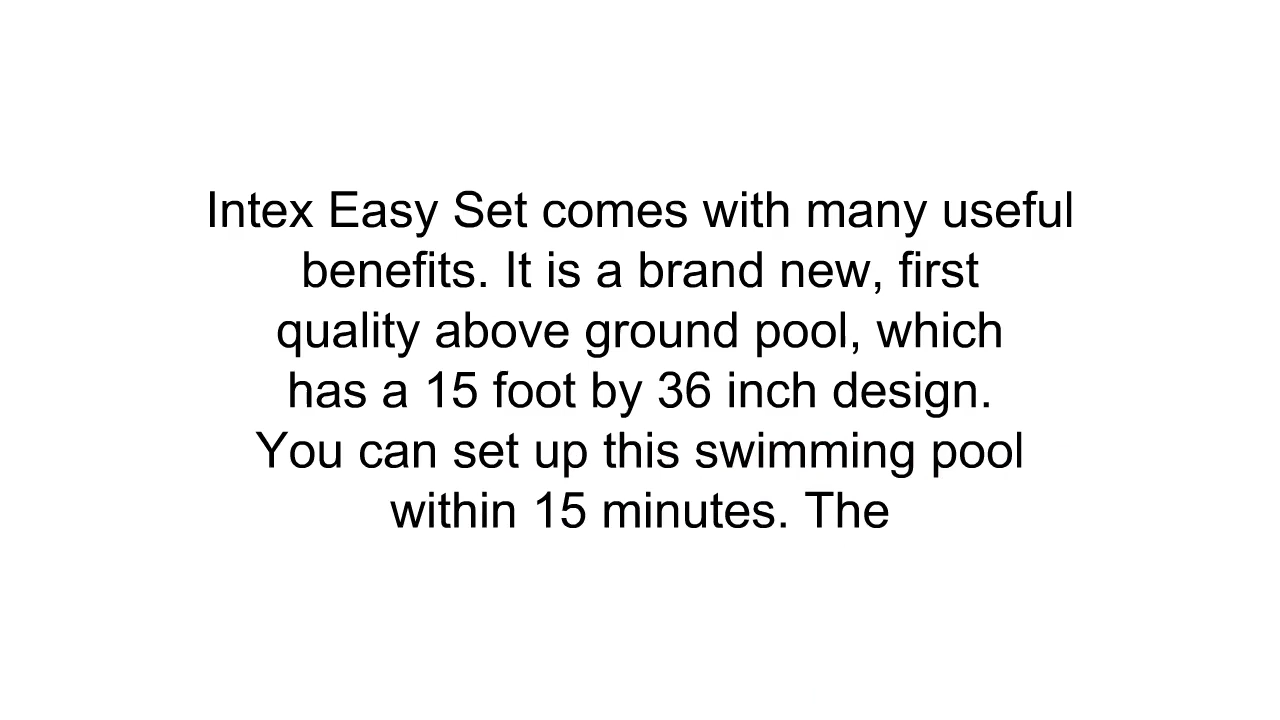 Intex Easy Set comes with many useful
benefits. It is a brand new, first
quality above ground pool, which
has a 15 foot by 36 inch design.
You can set up this swimming pool
within 15 minutes. The